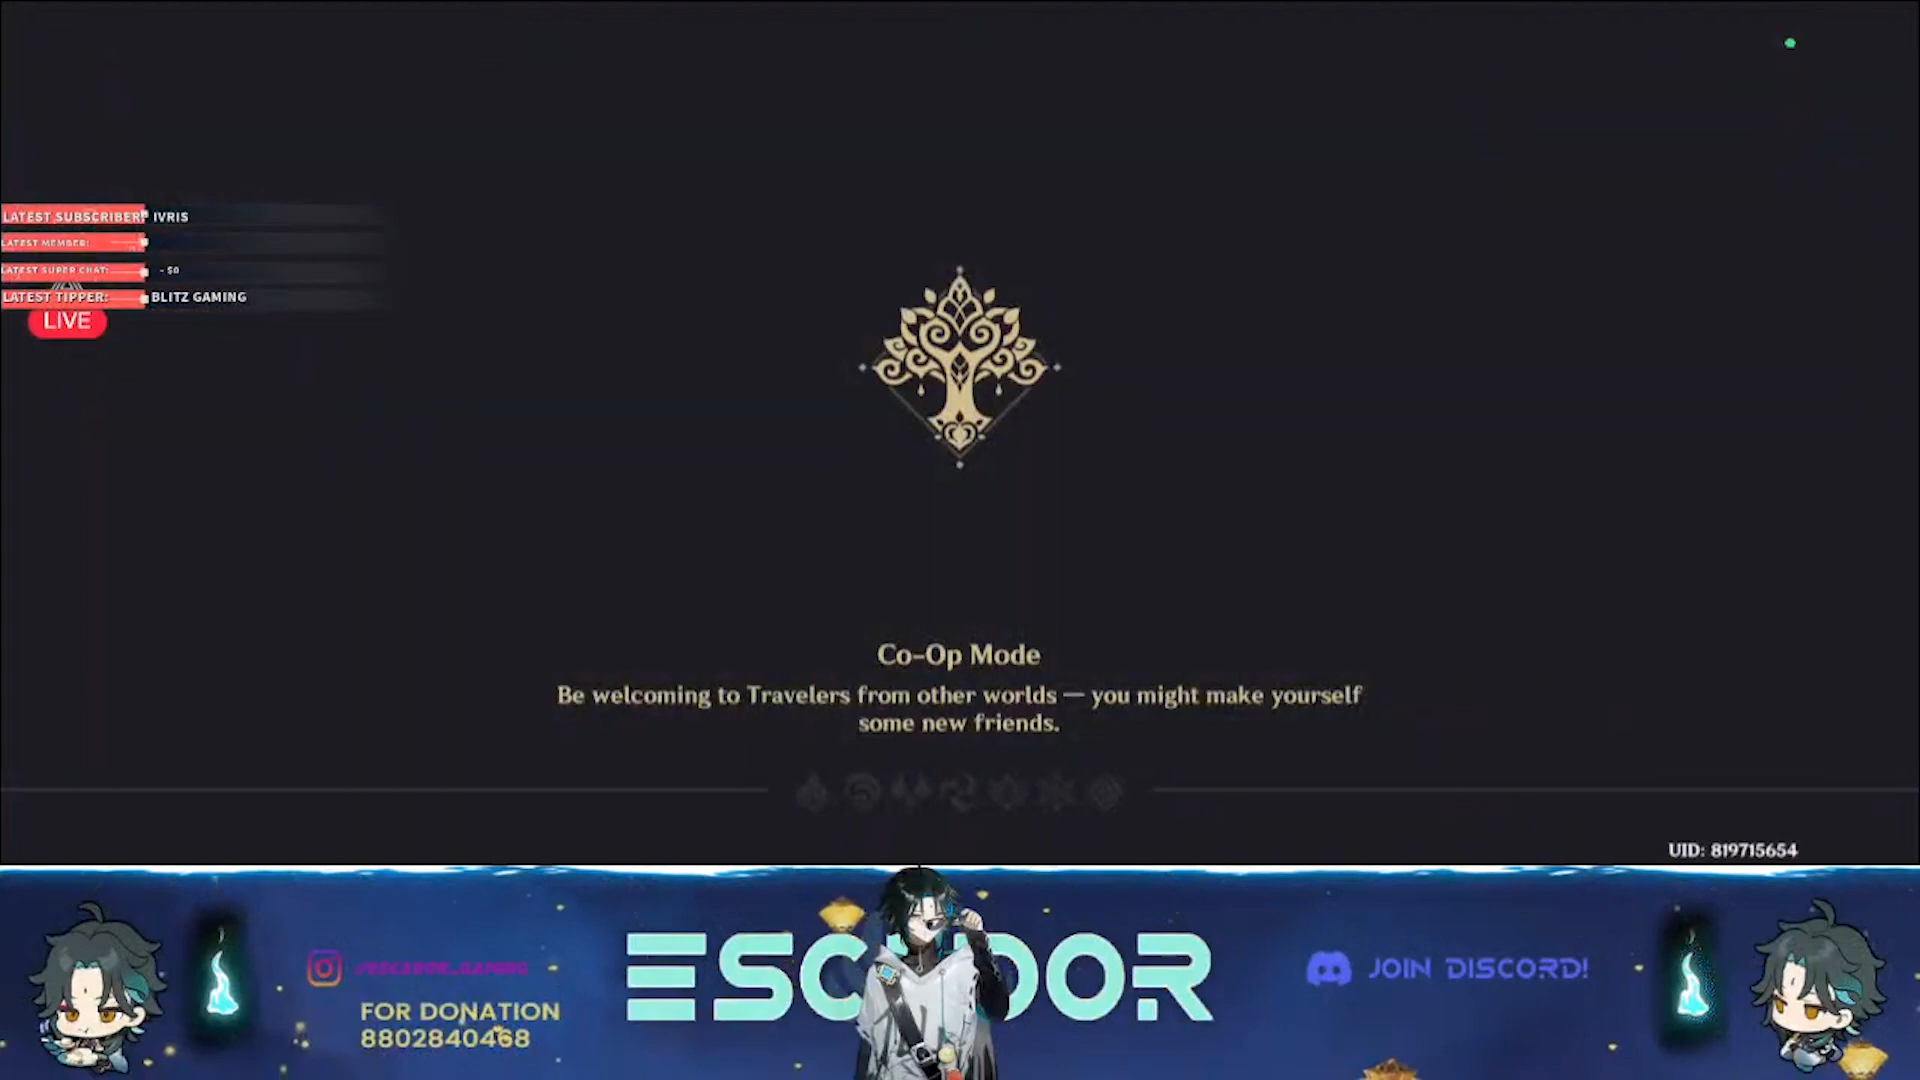 LATEST SUBSCRIBER: IVRIS
LATEST MEMBER:
LATEST SUPER CHAT: - $0
LATEST TIPPER: BLITZ GAMING
LIVE
Co-Op Mode
Be welcoming to Travelers from other worlds — you might make yourself
some new friends.
UID: 819715654
@ESCADOR_GAMING
FOR DONATION
8802840468
ESCADOR
JOIN DISCORD!